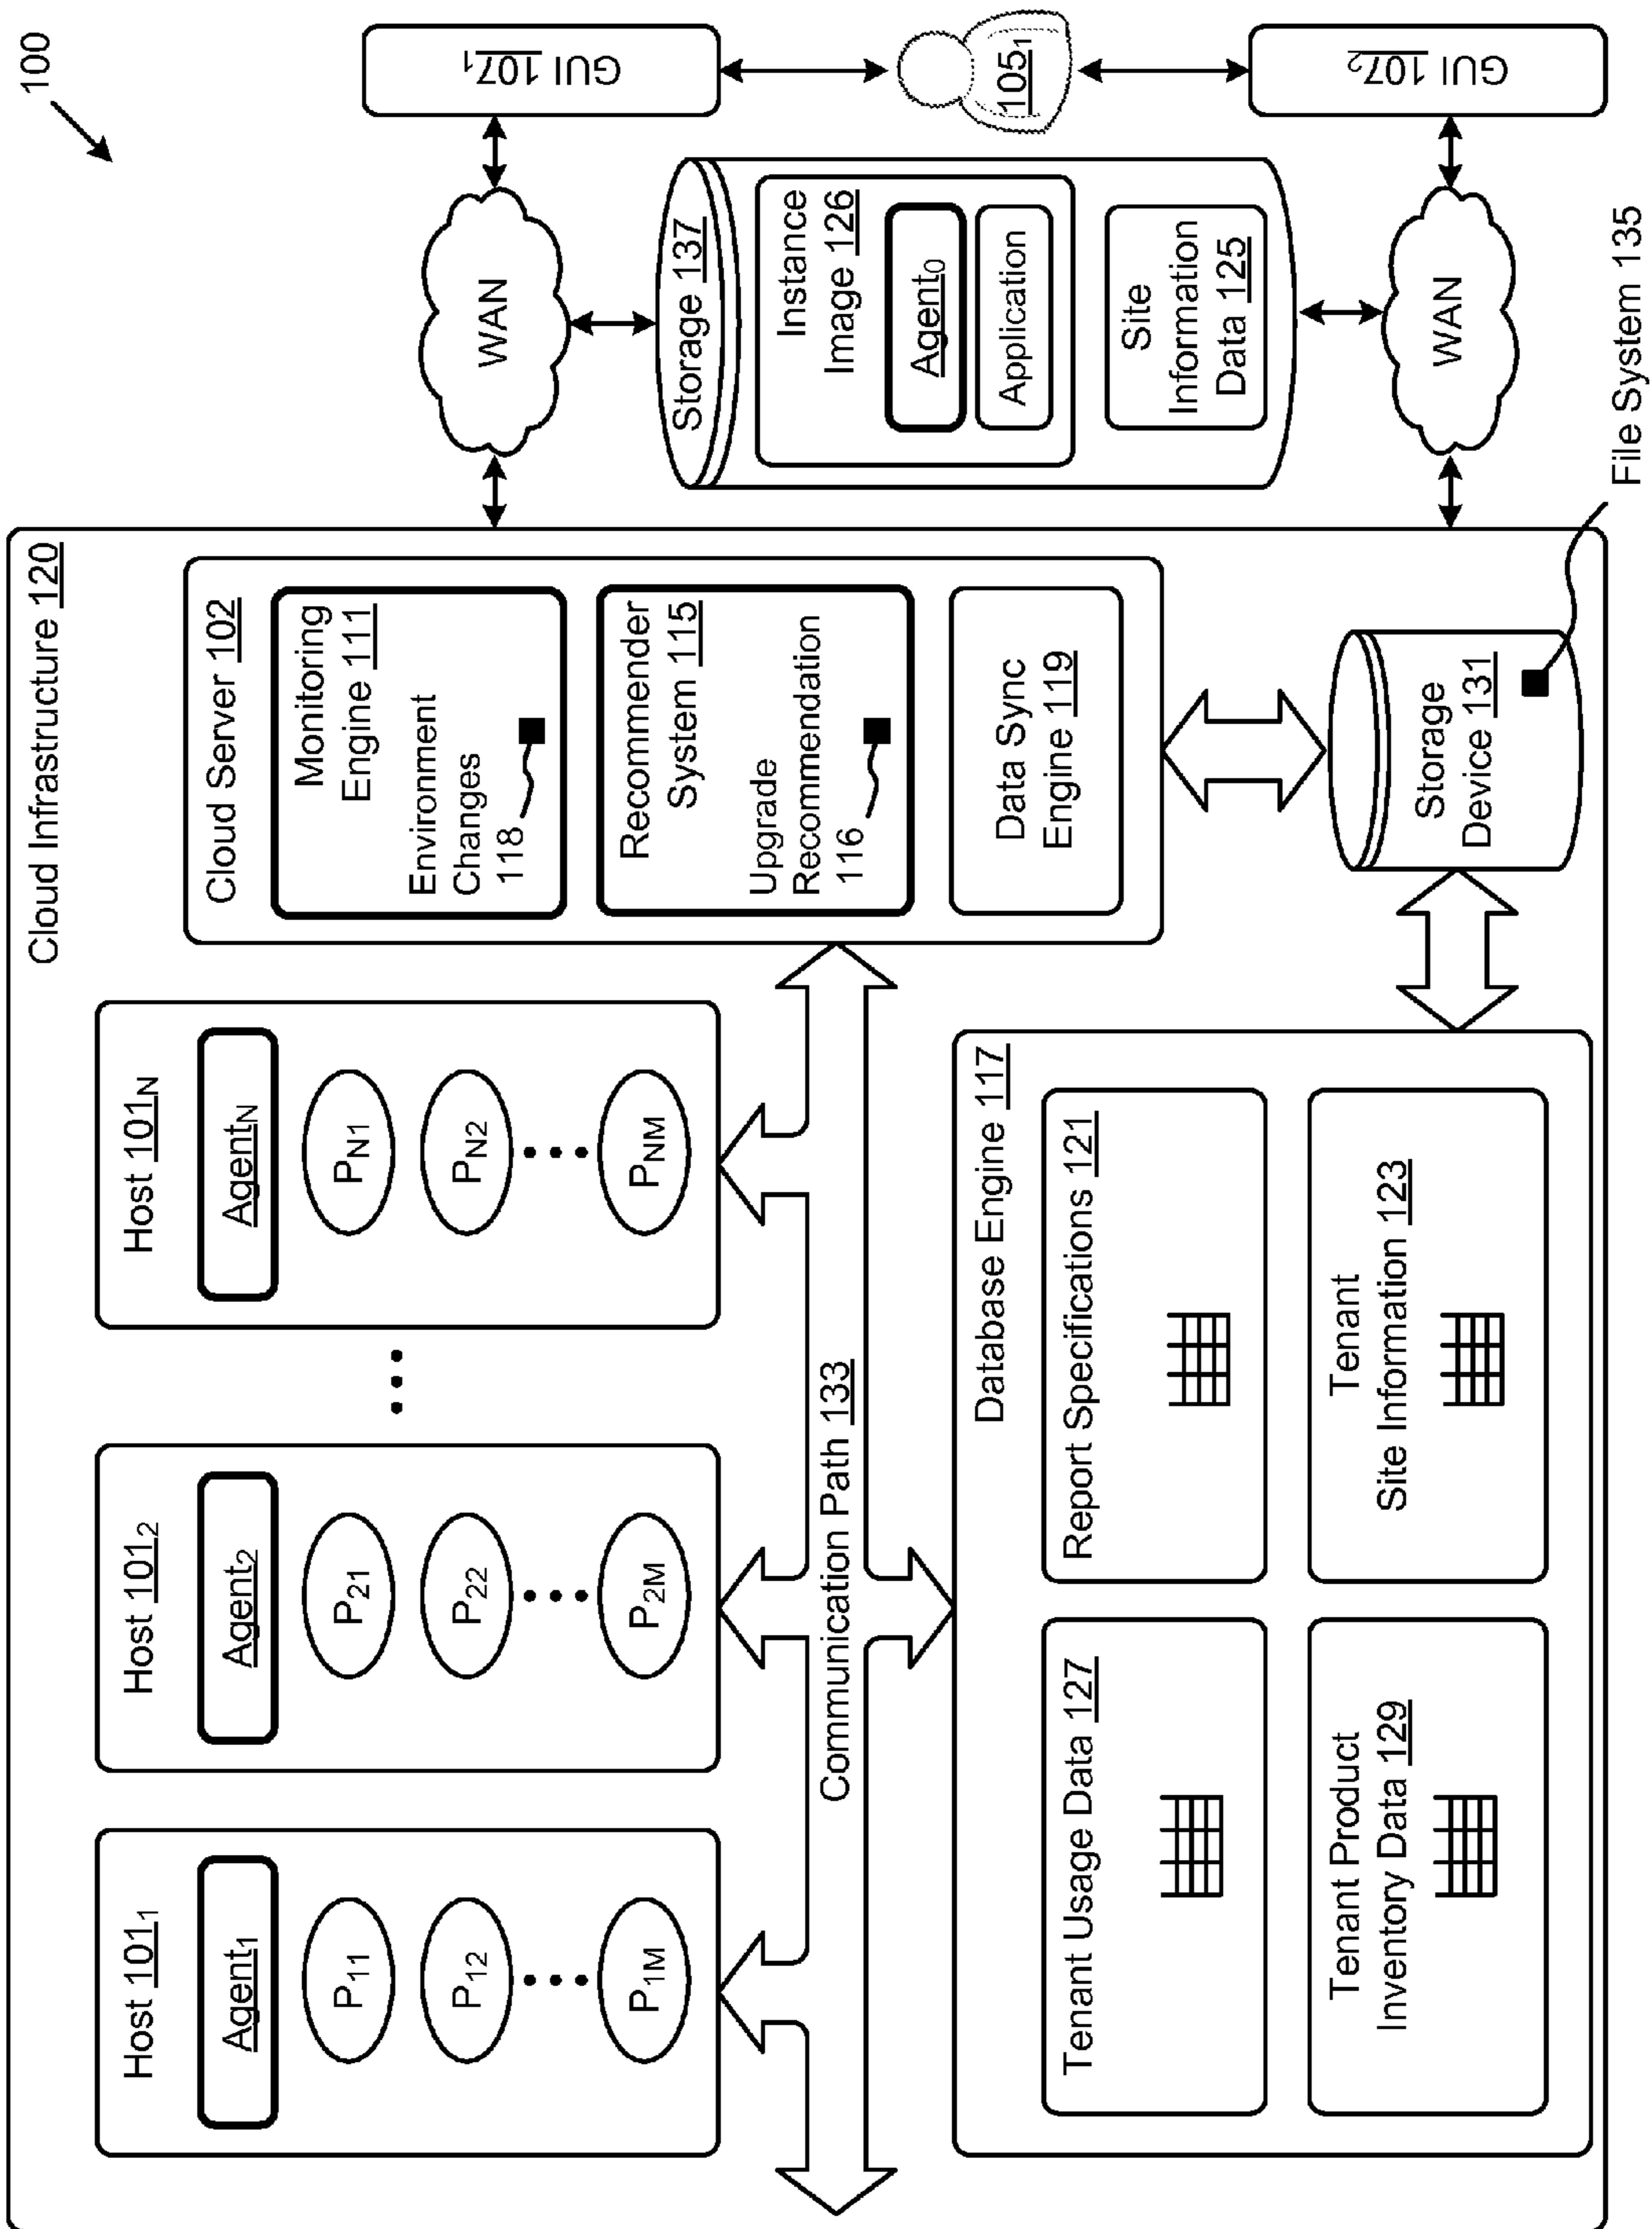 100
Cloud Infrastructure 120
Host 101₁
Agent₁
P₁₁
P₁₂
P₁M
Host 101₂
Agent₂
P₂₁
P₂₂
P₂M
Host 101N
AgentN
PN1
PN2
PNM
Communication Path 133
Cloud Server 102
Monitoring
Engine 111
Environment
Changes
118
Recommender
System 115
Upgrade
Recommendation
116
Data Sync
Engine 119
Database Engine 117
Tenant Usage Data 127
Report Specifications 121
Tenant Product
Inventory Data 129
Tenant
Site Information 123
Storage
Device 131
File System 135
WAN
Storage 137
Instance
Image 126
Agent₀
Application
Site
Information
Data 125
WAN
GUI 107₁
105₁
GUI 107₂